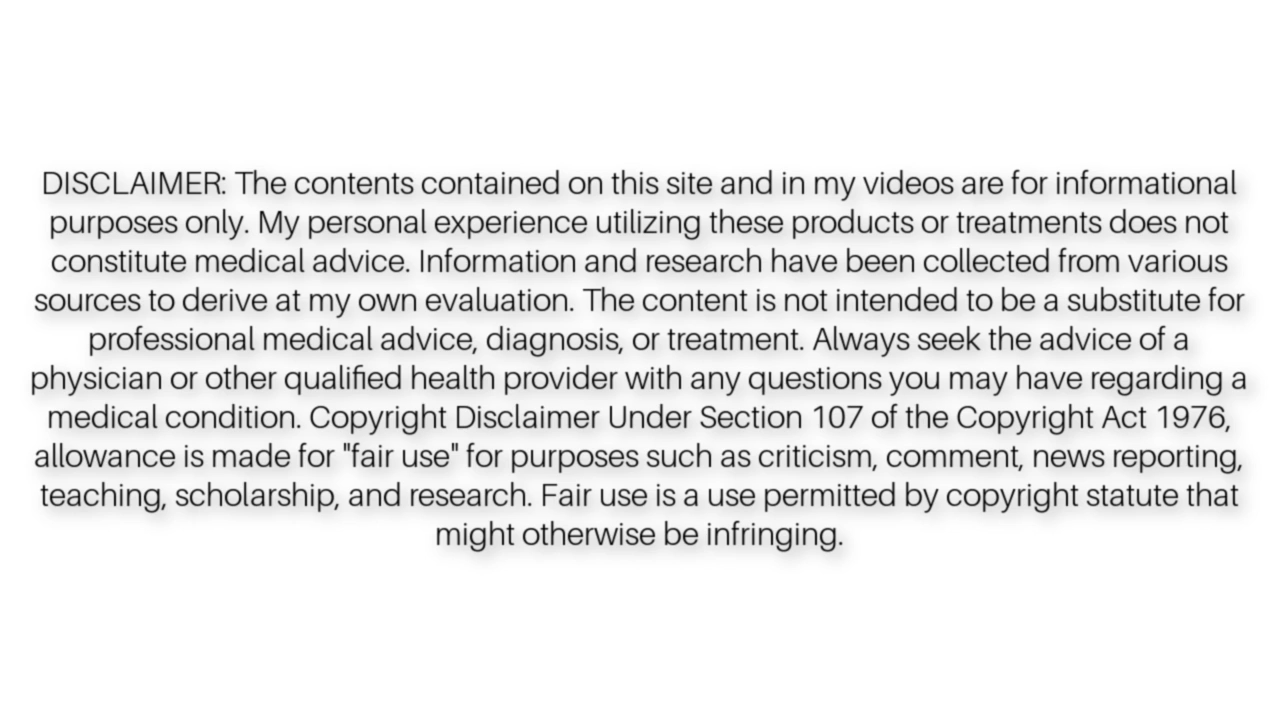 DISCLAIMER: The contents contained on this site and in my videos are for informational
purposes only. My personal experience utilizing these products or treatments does not
constitute medical advice. Information and research have been collected from various
sources to derive at my own evaluation. The content is not intended to be a substitute for
professional medical advice, diagnosis, or treatment. Always seek the advice of a
physician or other qualified health provider with any questions you may have regarding a
medical condition. Copyright Disclaimer Under Section 107 of the Copyright Act 1976,
allowance is made for "fair use" for purposes such as criticism, comment, news reporting,
teaching, scholarship, and research. Fair use is a use permitted by copyright statute that
might otherwise be infringing.